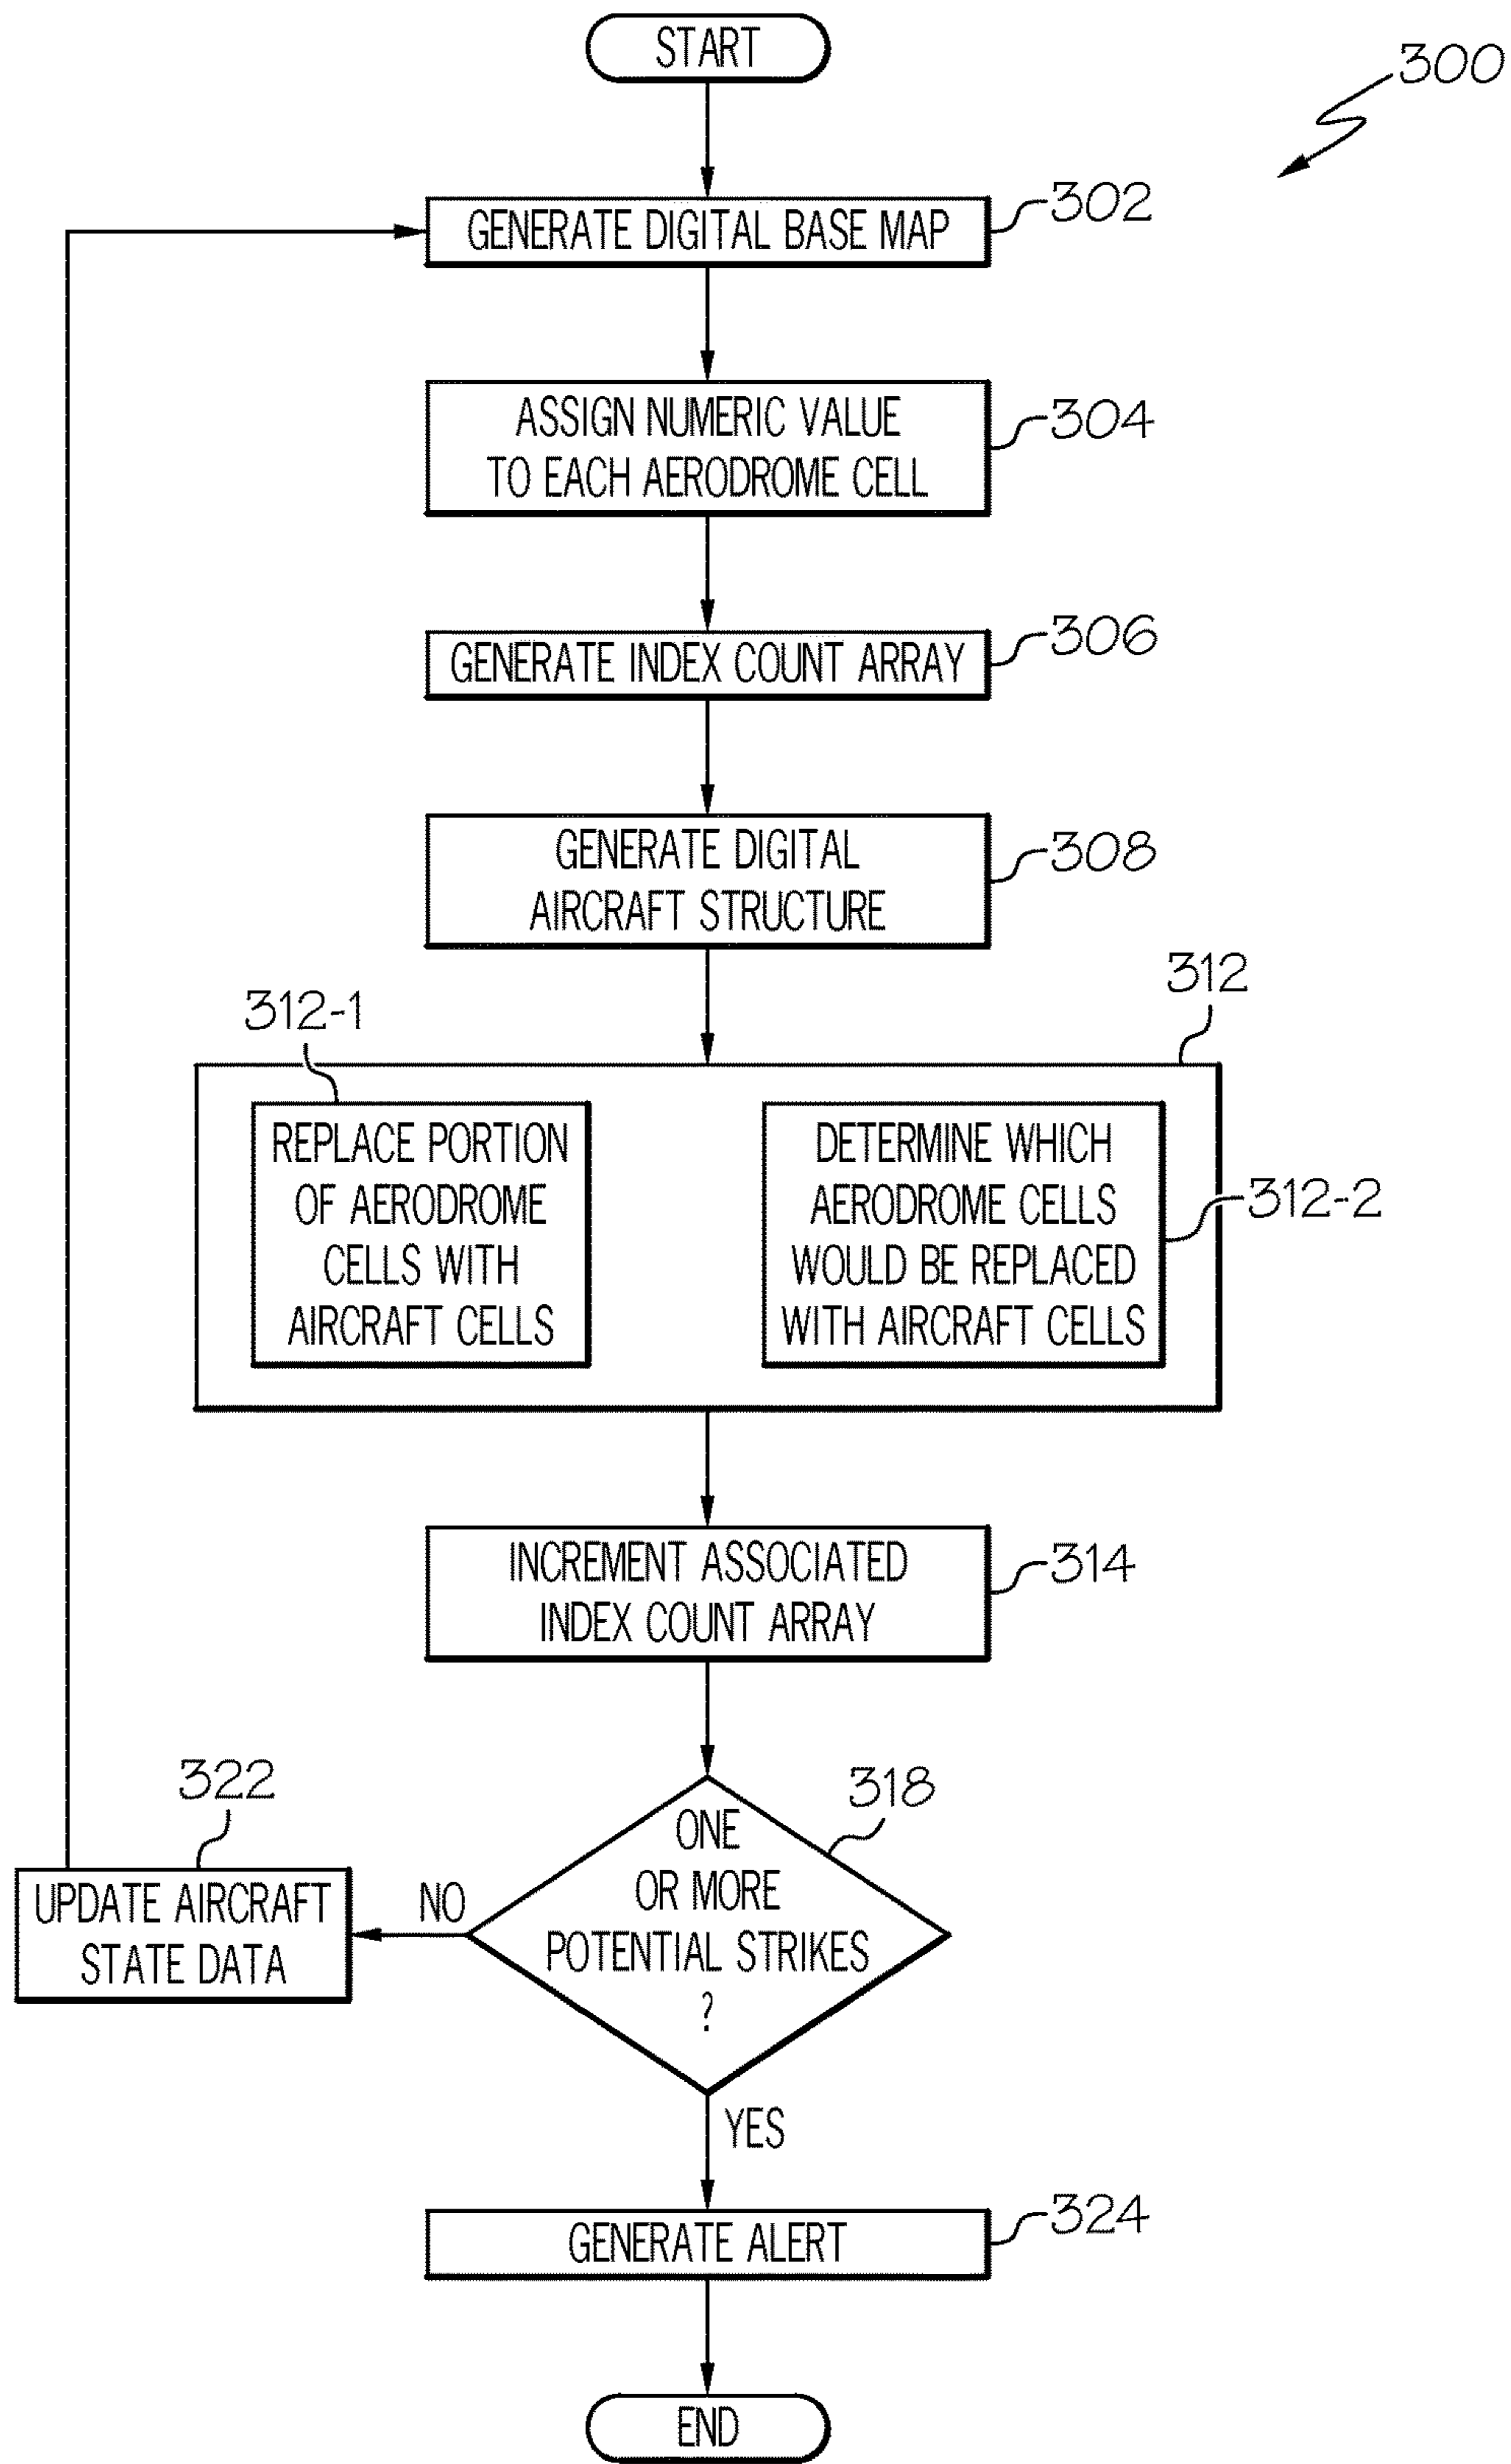 START
300
GENERATE DIGITAL BASE MAP
302
ASSIGN NUMERIC VALUE
TO EACH AERODROME CELL
304
GENERATE INDEX COUNT ARRAY
306
GENERATE DIGITAL
AIRCRAFT STRUCTURE
308
312
312-1
REPLACE PORTION
OF AERODROME
CELLS WITH
AIRCRAFT CELLS
DETERMINE WHICH
AERODROME CELLS
WOULD BE REPLACED
WITH AIRCRAFT CELLS
312-2
INCREMENT ASSOCIATED
INDEX COUNT ARRAY
314
318
ONE
OR MORE
POTENTIAL STRIKES
?
NO
322
UPDATE AIRCRAFT
STATE DATA
YES
GENERATE ALERT
324
END